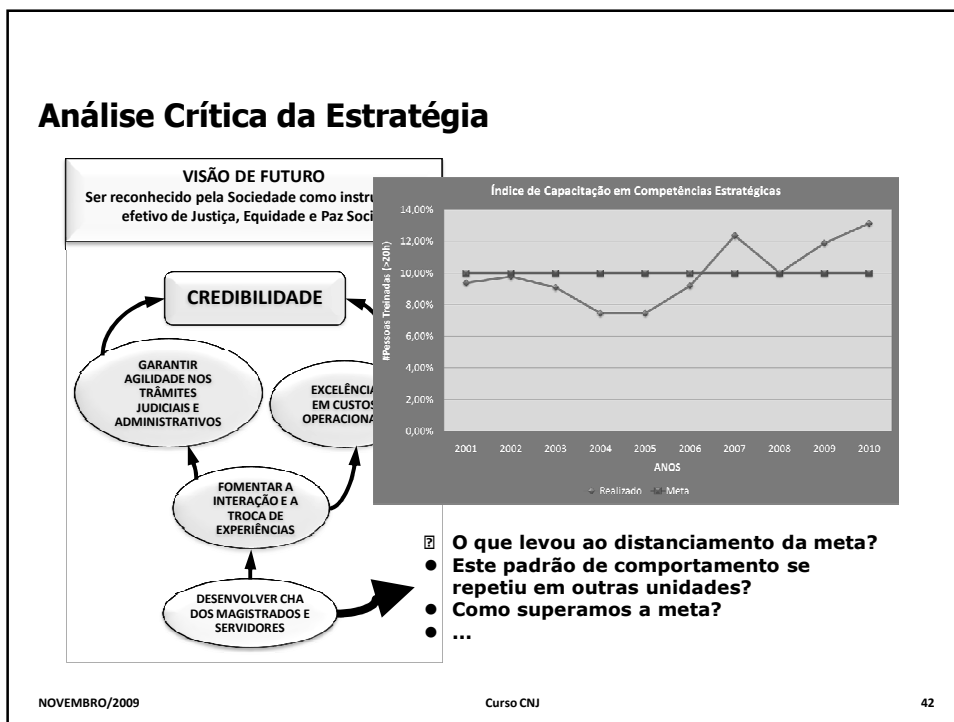 Análise Crítica da Estratégia
VISÃO DE FUTURO
Ser reconhecido pela Sociedade como instru
efetivo de Justiça, Equidade e Paz Soci
CREDIBILIDADE
GARANTIR
AGILIDADE NOS
TRÂMITES
JUDICIAIS E
ADMINISTRATIVOS
EXCELÊNCIA
EM CUSTOS
OPERACIONA
FOMENTAR A
INTERAÇÃO E A
TROCA DE
EXPERIÊNCIAS
DESENVOLVER CHA
DOS MAGISTRADOS E
SERVIDORES
Índice de Capacitação em Competências Estratégicas
#Pessoas Treinadas (>20h)
14,00%
12,00%
10,00%
8,00%
6,00%
4,00%
2,00%
0,00%
2001 2002 2003 2004 2005 2006 2007 2008 2009 2010
ANOS
Realizado Meta
O que levou ao distanciamento da meta?
● Este padrão de comportamento se
repetiu em outras unidades?
● Como superamos a meta?
● ...
NOVEMBRO/2009 Curso CNJ 42